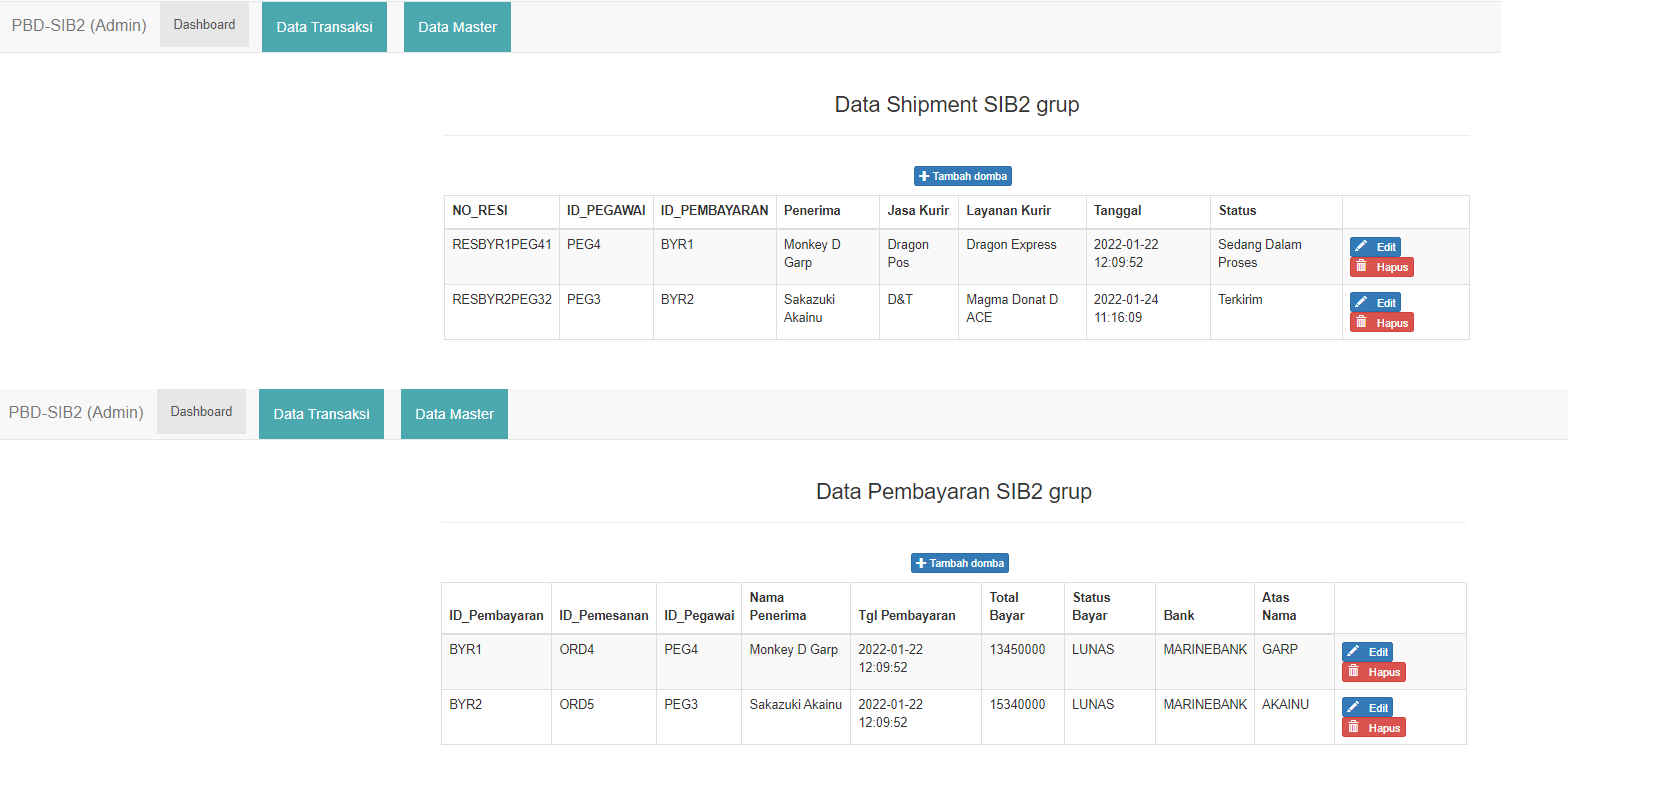 PBD-SIB2 (Admin) Dashboard Data Transaksi Data Master
Data Shipment SIB2 grup
Tambah domba
NO_RESI ID_PEGAWAI ID_PEMBAYARAN Penerima Jasa Kurir Layanan Kurir Tanggal Status
RESBYR1PEG41 PEG4 BYR1 Monkey D Dragon Dragon Express 2022-01-22 Sedang Dalam Edit
Garp Pos 12:09:52 Proses Hapus
RESBYR2PEG32 PEG3 BYR2 Sakazuki D&T Magma Donat D 2022-01-24 Terkirim Edit
Akainu ACE 11:16:09 Hapus
PBD-SIB2 (Admin) Dashboard Data Transaksi Data Master
Data Pembayaran SIB2 grup
Tambah domba
Nama Total Status Atas
ID_Pembayaran ID_Pemesanan ID_Pegawai Penerima Tgl Pembayaran Bayar Bayar Bank Nama
BYR1 ORD4 PEG4 Monkey D Garp 2022-01-22 13450000 LUNAS MARINEBANK GARP Edit
12:09:52 Hapus
BYR2 ORD5 PEG3 Sakazuki Akainu 2022-01-22 15340000 LUNAS MARINEBANK AKAINU Edit
12:09:52 Hapus